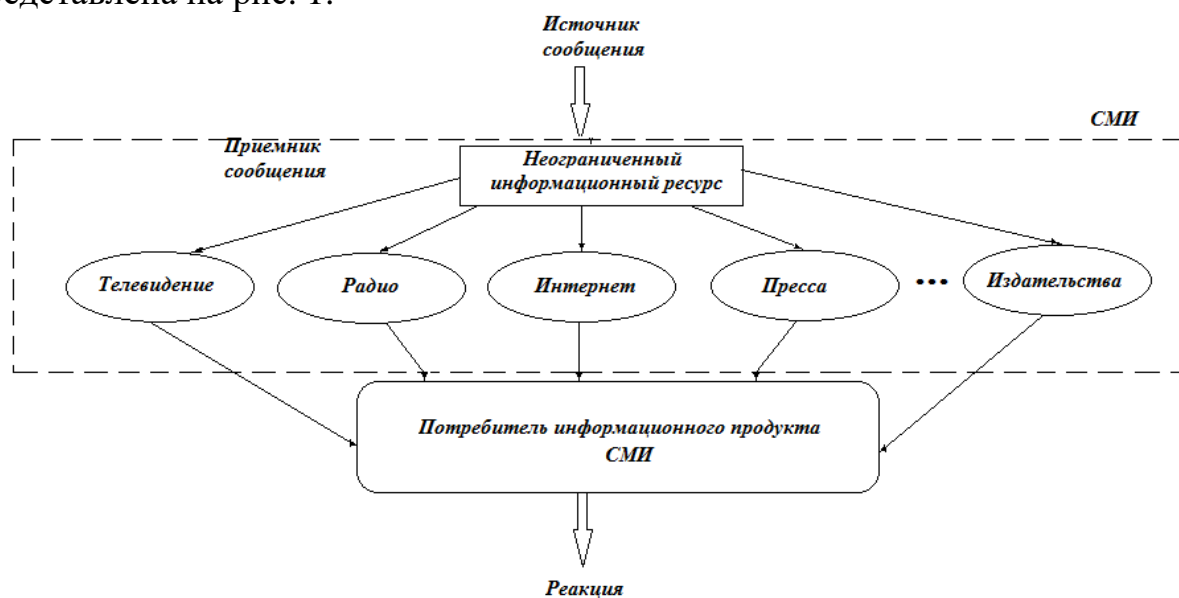 на рис. 1.
Источник
сообщения
СМИ
Приемник
сообщения
Неограниченный
информационный ресурс
Телевидение
Радио
Интернет
Пресса
•••
Издательства
Потребитель информационного продукта
СМИ
Реакция